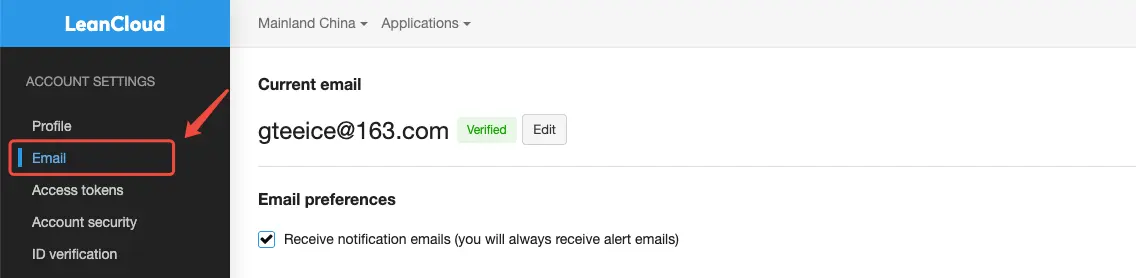 LeanCloud
Mainland China Applications
ACCOUNT SETTINGS
Profile
Email
Access tokens
Account security
ID verification
Current email
gteeice@163.com Verified Edit
Email preferences
Receive notification emails (you will always receive alert emails)